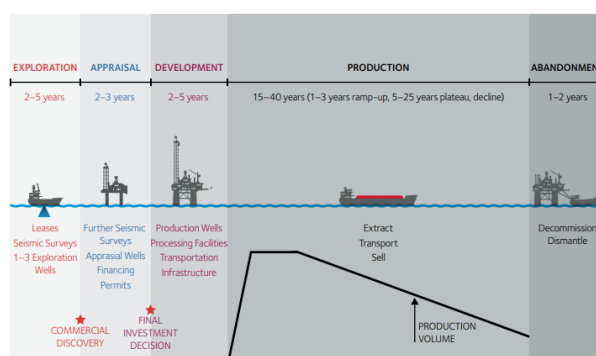 EXPLORATION
APPRAISAL
DEVELOPMENT
PRODUCTION
ABANDONMEN
2–5 years
2–3 years
2–5 years
15–40 years (1–3 years ramp-up, 5–25 years plateau, decline)
1–2 years
Leases
Seismic Surveys
1–3 Exploration
Wells
Further Seismic
Surveys
Apprasial Wells
Financing
Permits
Production Wells
Processing Facilities
Transportation
Infrastructure
Extract
Transport
Sell
Decommission
Dismantle
COMMERCIAL
DISCOVERY
FINAL
INVESTMENT
DECISION
PRODUCTION
VOLUME